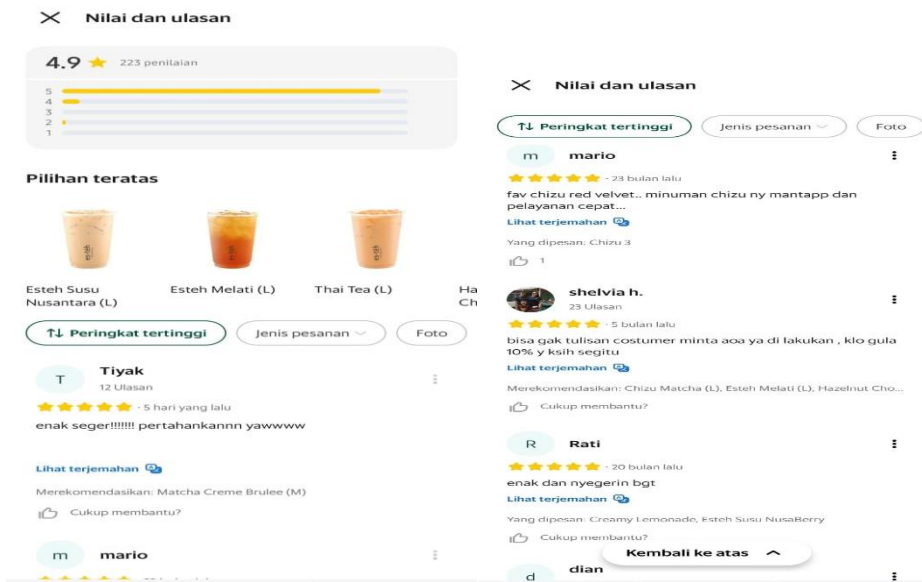 Nilai dan ulasan
4.9
223 penilaian
5
4
3
2
1
Pilihan teratas
Esteh Susu
Nusantara (L)
Esteh Melati (L)
Thai Tea (L)
Ha
Ch
Peringkat tertinggi
Jenis pesanan
Foto
T
Tiyak
12 Ulasan
· 5 hari yang lalu
enak seger!!!!!!! pertahankannn yawwww
Lihat terjemahan
Merekomendasikan: Matcha Creme Brulee (M)
Cukup membantu?
m
mario
Nilai dan ulasan
Peringkat tertinggi
Jenis pesanan
Foto
m
mario
· 23 bulan lalu
fav chizu red velvet.. minuman chizu ny mantapp dan
pelayanan cepat...
Lihat terjemahan
Yang dipesan: Chizu 3
1
shelvia h.
23 Ulasan
· 5 bulan lalu
bisa gak tulisan costumer minta aoa ya di lakukan , klo gula
10% y ksih segitu
Lihat terjemahan
Merekomendasikan: Chizu Matcha (L), Esteh Melati (L), Hazelnut Cho...
Cukup membantu?
R
Rati
· 20 bulan lalu
enak dan nyegerin bgt
Lihat terjemahan
Yang dipesan: Creamy Lemonade, Esteh Susu NusaBerry
Cukup membantu?
Kembali ke atas
d
dian